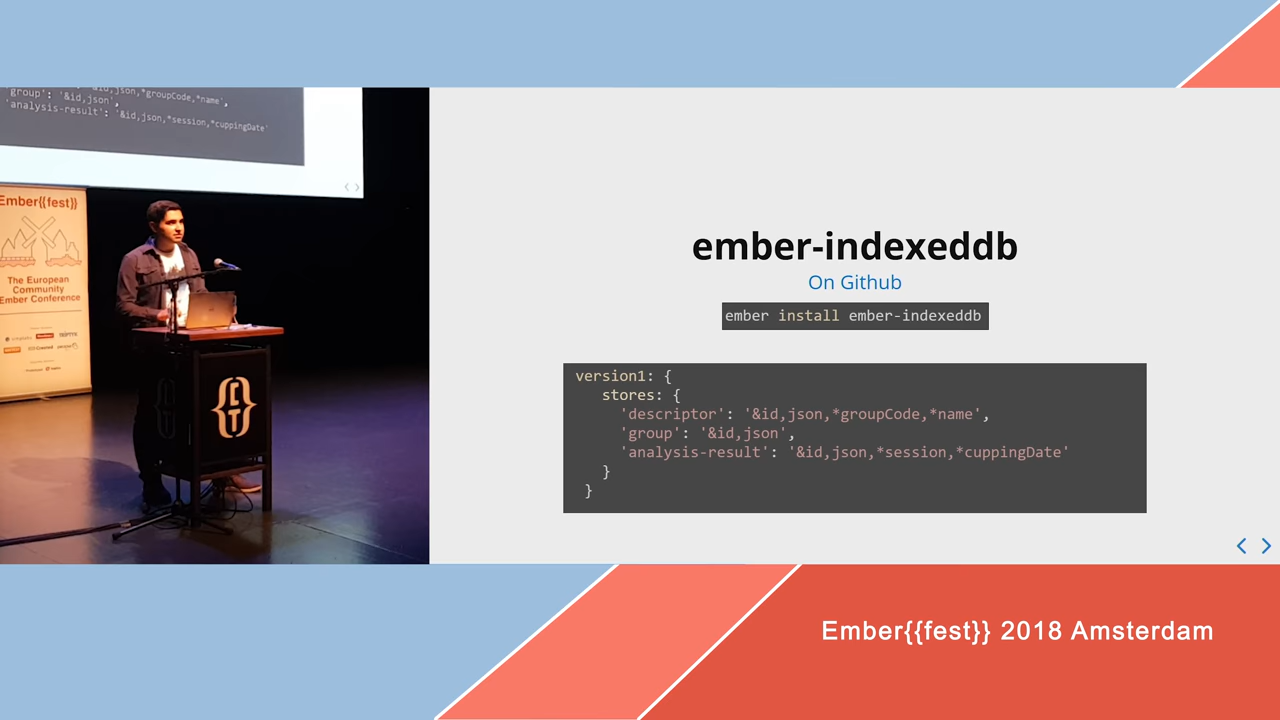 'group': '&id,json',
'analysis-result': '&id,json,*session,*cuppingDate'
Ember{{fest}}
The European
Community
Ember Conference
ember-indexeddb
On Github
ember install ember-indexeddb
version1: {
stores: {
'descriptor': '&id,json,*groupCode,*name',
'group': '&id,json',
'analysis-result': '&id,json,*session,*cuppingDate'
}
}
Ember{{fest}} 2018 Amsterdam